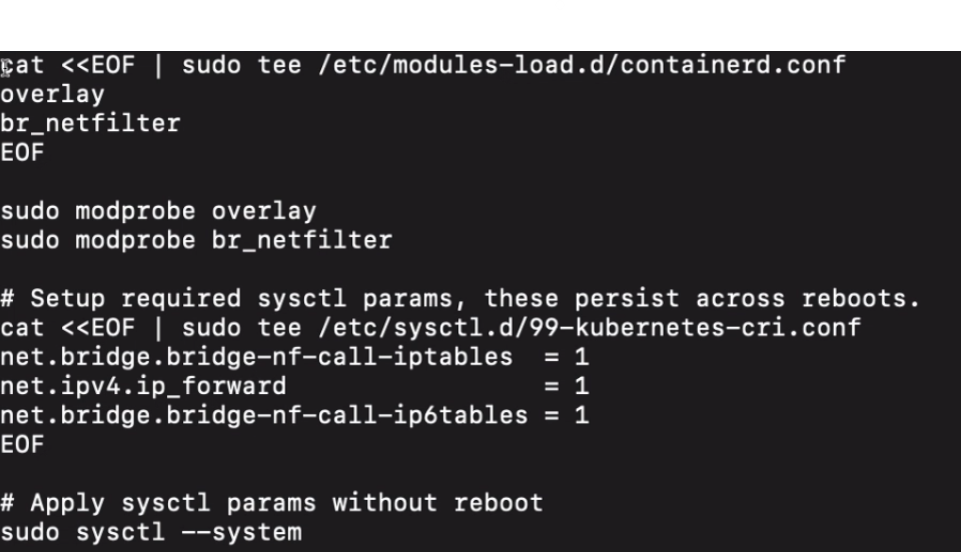 cat <<EOF | sudo tee /etc/modules-load.d/containerd.conf
overlay
br_netfilter
EOF

sudo modprobe overlay
sudo modprobe br_netfilter

# Setup required sysctl params, these persist across reboots.
cat <<EOF | sudo tee /etc/sysctl.d/99-kubernetes-cri.conf
net.bridge.bridge-nf-call-iptables  = 1
net.ipv4.ip_forward                 = 1
net.bridge.bridge-nf-call-ip6tables = 1
EOF

# Apply sysctl params without reboot
sudo sysctl --system